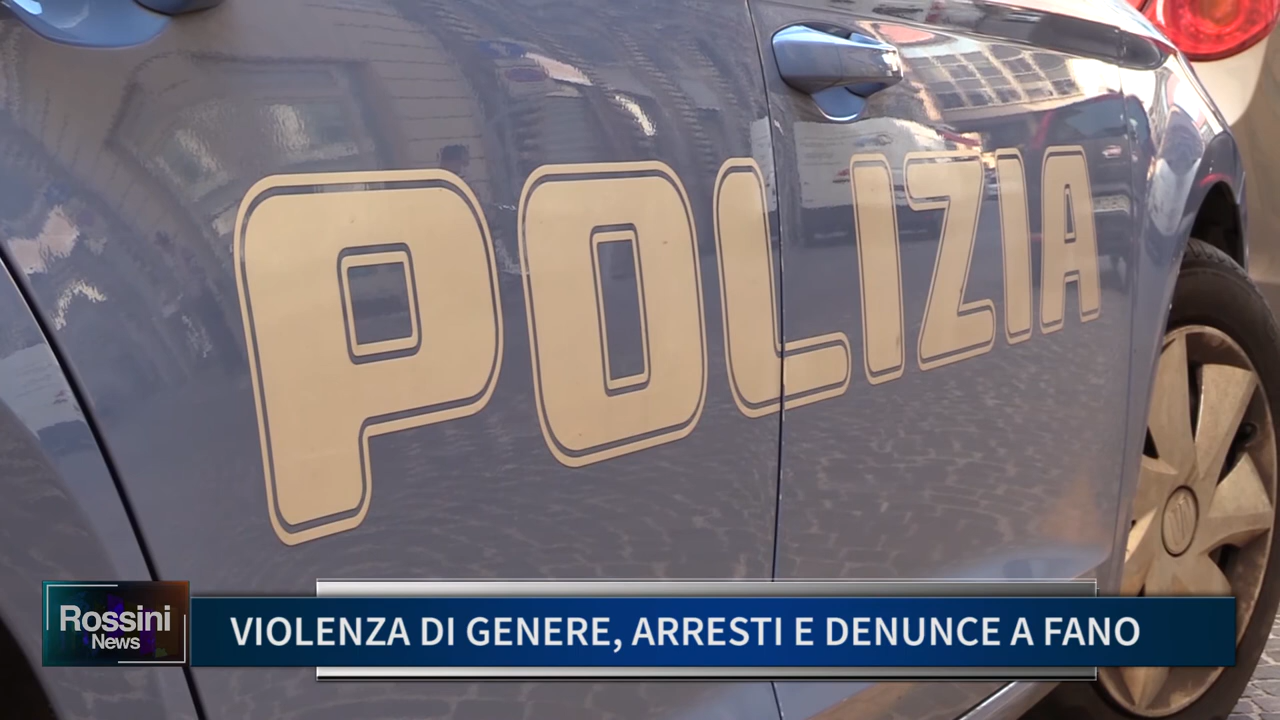 POLIZIA
Rossini
News
VIOLENZA DI GENERE, ARRESTI E DENUNCE A FANO